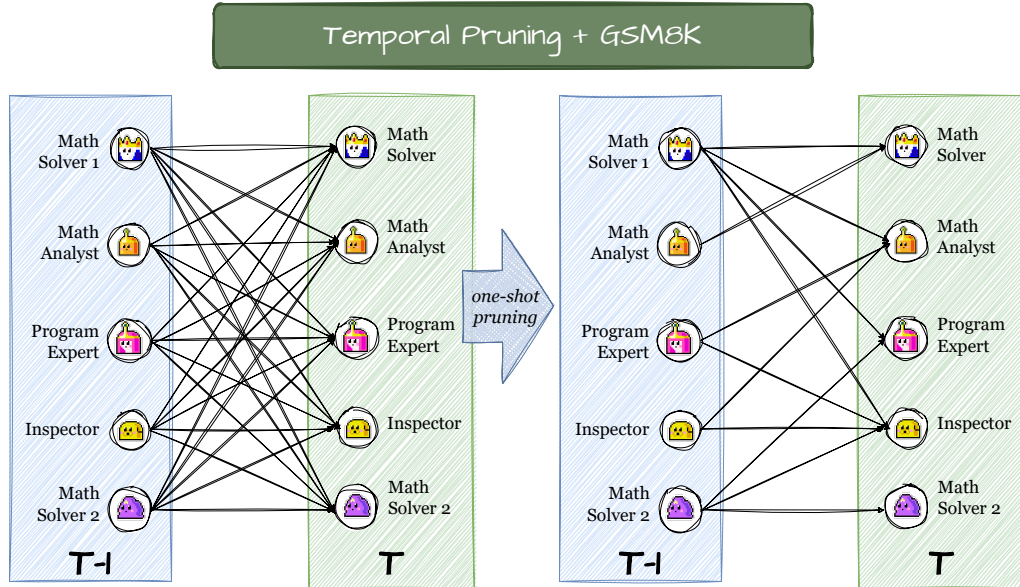 Temporal Pruning + GSM8K
Math
Solver 1
Math
Analyst
Program
Expert
Inspector
Math
Solver 2
T-1
Math
Solver
Math
Analyst
Program
Expert
Inspector
Math
Solver 2
T
one-shot
pruning
Math
Solver 1
Math
Analyst
Program
Expert
Inspector
Math
Solver 2
T-1
Math
Solver
Math
Analyst
Program
Expert
Inspector
Math
Solver 2
T